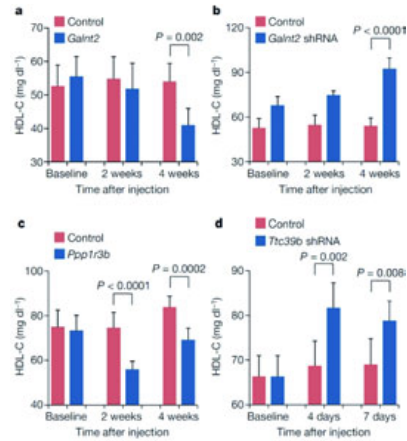 a
Control
Galnt2
P = 0.002
HDL-C (mg dl⁻¹)
70
60
50
40
30
Baseline 2 weeks 4 weeks
Time after injection
b
Control
Galnt2 shRNA
P < 0.0001
HDL-C (mg dl⁻¹)
120
90
60
30
Baseline 2 weeks 4 weeks
Time after injection
c
Control
Ppp1r3b
P < 0.0001
P = 0.0002
HDL-C (mg dl⁻¹)
100
80
60
40
Baseline 2 weeks 4 weeks
Time after injection
d
Control
Ttc39b shRNA
P = 0.002
P = 0.008
HDL-C (mg dl⁻¹)
90
80
70
60
Baseline 4 days 7 days
Time after injection